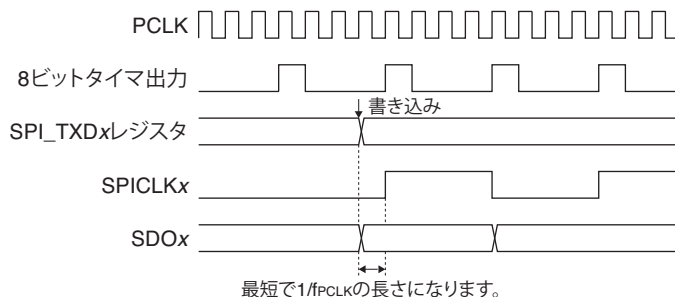 PCLK
8ビットタイマ出力
書き込み
SPI_TXDxレジスタ
SPICLKx
SDOx
最短で1/fPCLKの長さになります。